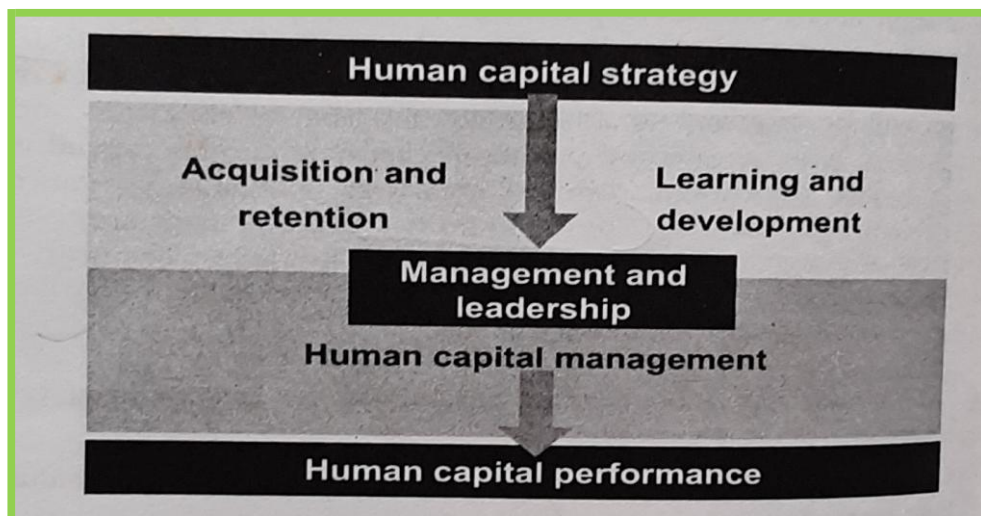 Human capital strategy
Acquisition and
retention
Learning and
development
Management and
leadership
Human capital management
Human capital performance